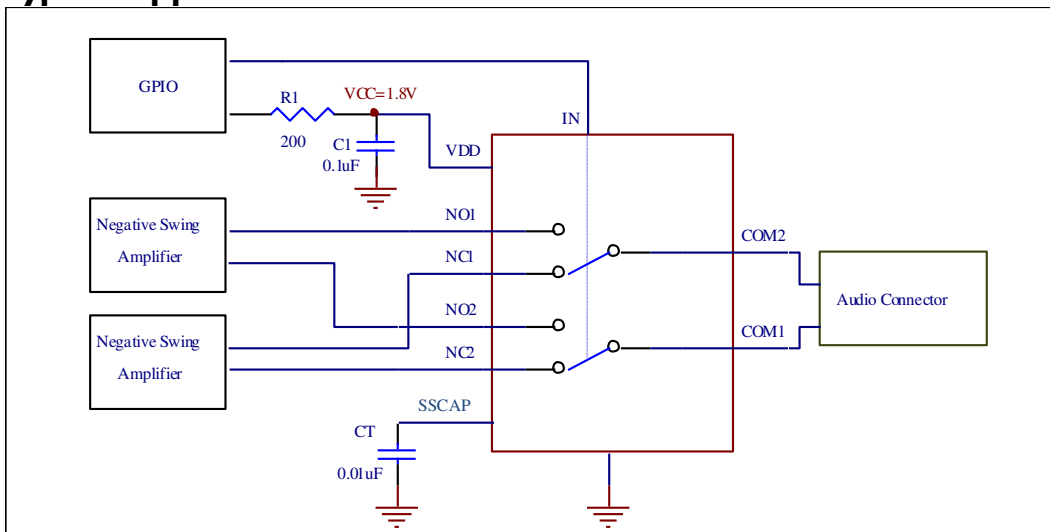 GPIO
R1
VCC=1.8V
200
C1
0.1uF
IN
VDD
Negative Swing
Amplifier
NO1
NC1
COM2
Audio Connector
NO2
COM1
Negative Swing
Amplifier
NC2
SSCAP
CT
0.01uF